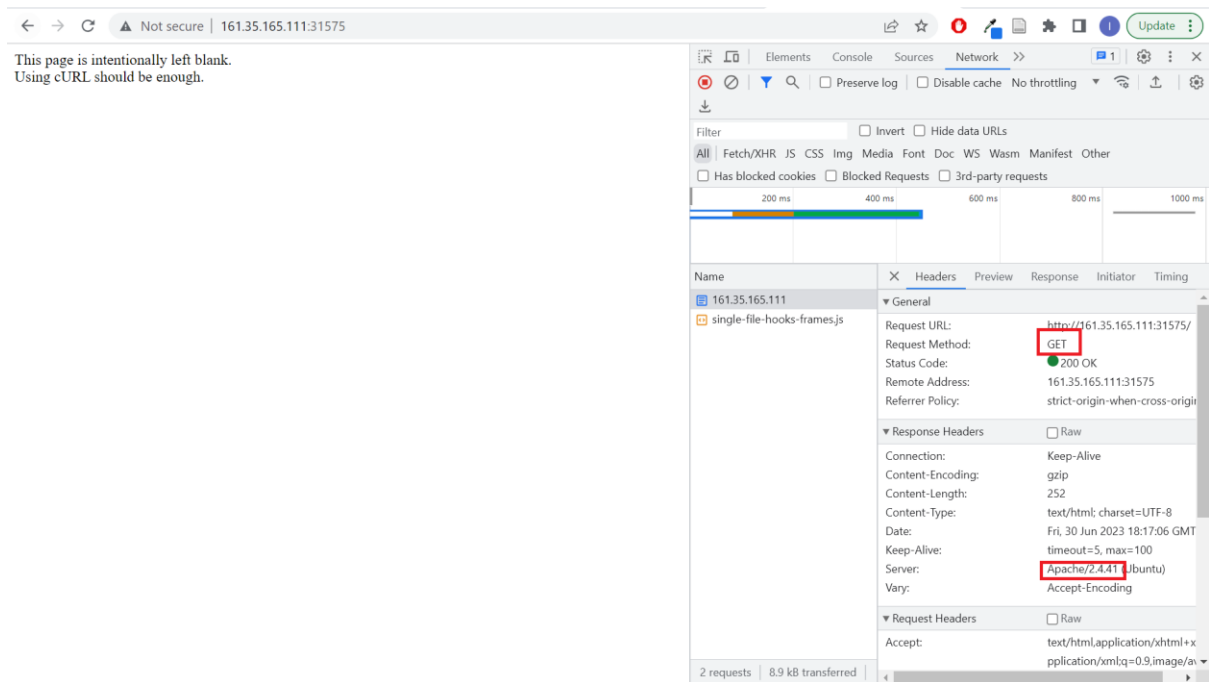 Not secure | 161.35.165.111:31575
I
Update
This page is intentionally left blank.
Using cURL should be enough.
Elements Console Sources Network
1
Preserve log Disable cache No throttling
Filter
Invert Hide data URLs
All Fetch/XHR JS CSS Img Media Font Doc WS Wasm Manifest Other
Has blocked cookies Blocked Requests 3rd-party requests
200 ms 400 ms 600 ms 800 ms 1000 ms
Name
161.35.165.111
single-file-hooks-frames.js
Headers Preview Response Initiator Timing
General
Request URL: http://161.35.165.111:31575/
Request Method: GET
Status Code: 200 OK
Remote Address: 161.35.165.111:31575
Referrer Policy: strict-origin-when-cross-origin
Response Headers Raw
Connection: Keep-Alive
Content-Encoding: gzip
Content-Length: 252
Content-Type: text/html; charset=UTF-8
Date: Fri, 30 Jun 2023 18:17:06 GMT
Keep-Alive: timeout=5, max=100
Server: Apache/2.4.41 (Ubuntu)
Vary: Accept-Encoding
Request Headers Raw
Accept: text/html,application/xhtml+x
pplication/xml;q=0.9,image/av
2 requests 8.9 kB transferred